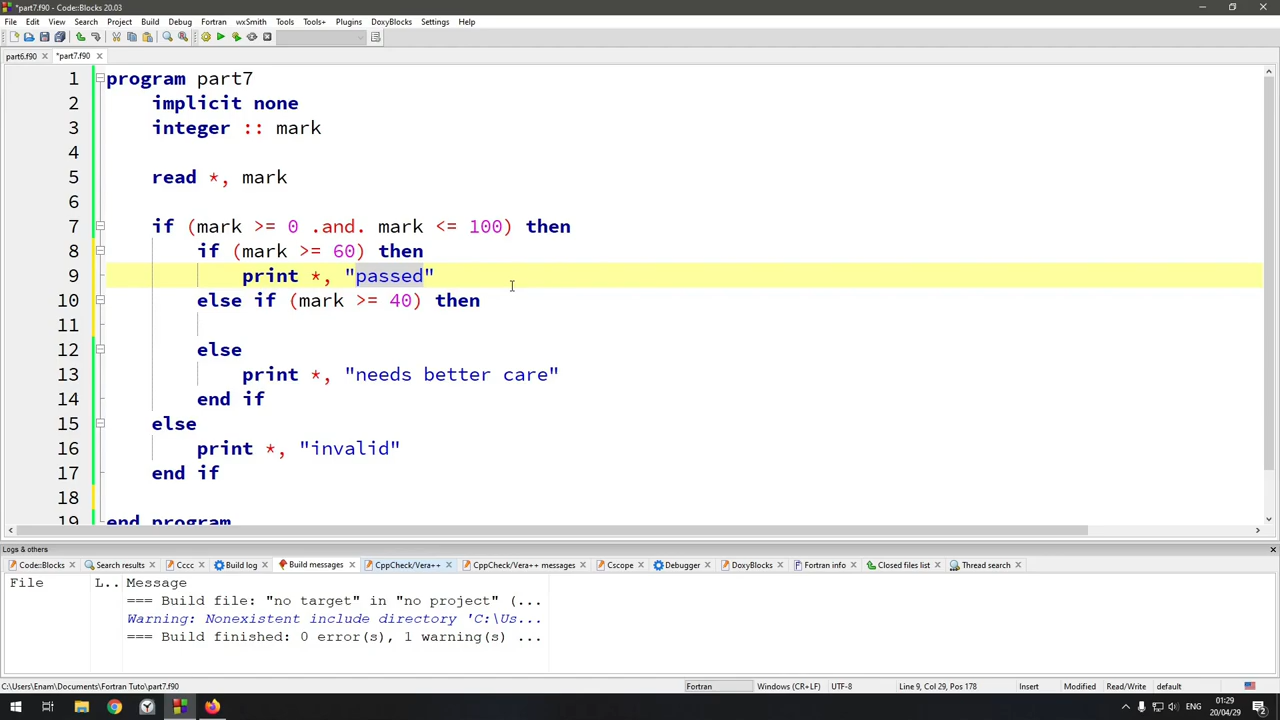 *part7.f90 - Code::Blocks 20.03
File Edit View Search Project Build Debug Fortran wxSmith Tools Tools+ Plugins DoxyBlocks Settings Help
part6.f90 *part7.f90
1 program part7
2 implicit none
3 integer :: mark
4
5 read *, mark
6
7 if (mark >= 0 .and. mark <= 100) then
8 if (mark >= 60) then
9 print *, "passed"
10 else if (mark >= 40) then
11
12 else
13 print *, "needs better care"
14 end if
15 else
16 print *, "invalid"
17 end if
18
19 end program
Logs & others
Code::Blocks Search results Cccc Build log Build messages CppCheck/Vera++ CppCheck/Vera++ messages Cscope Debugger DoxyBlocks Fortran info Closed files list Thread search
File L.. Message
=== Build file: "no target" in "no project" (...
Warning: Nonexistent include directory 'C:\Us...
=== Build finished: 0 error(s), 1 warning(s) ...
C:\Users\Enam\Documents\Fortran Tuto\part7.f90 Fortran Windows (CR+LF) UTF-8 Line 9, Col 29, Pos 178 Insert Modified Read/Write default
ENG 01:29
20/04/29
2